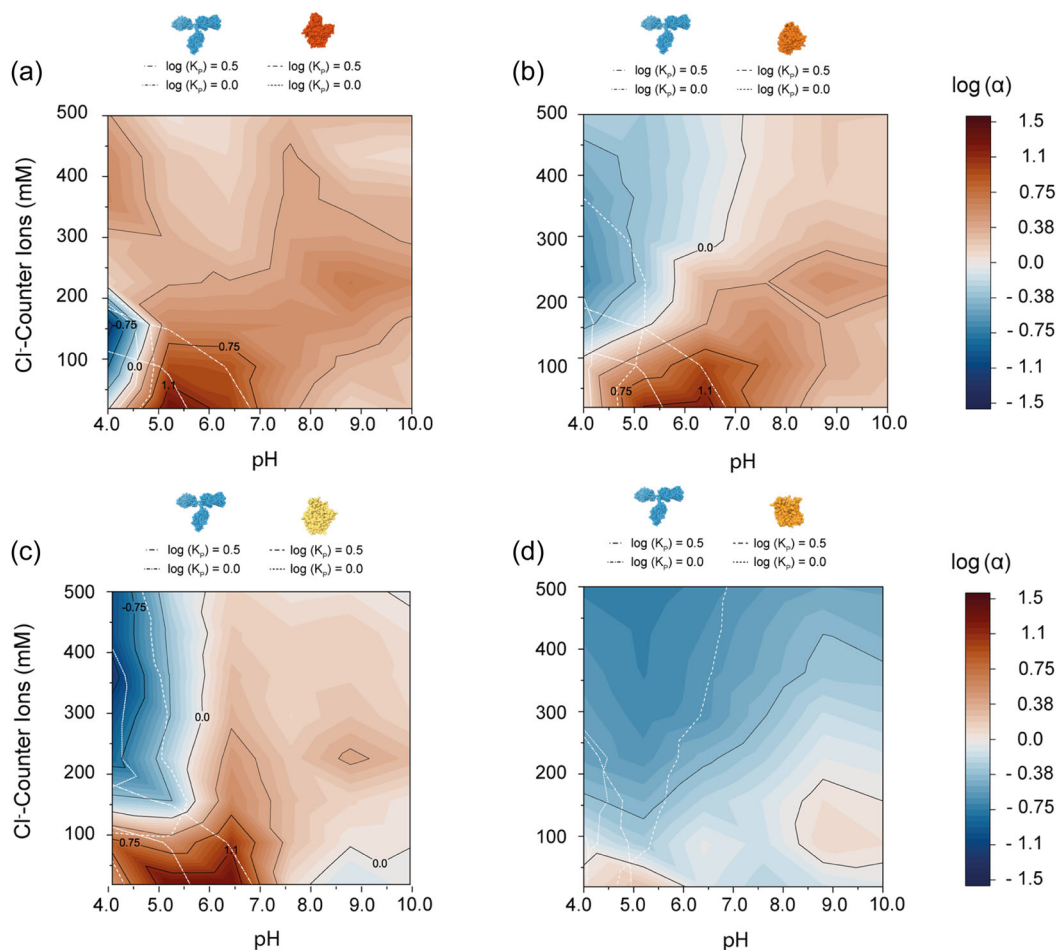 (a)
log (Kₚ) = 0.5 log (Kₚ) = 0.5
log (Kₚ) = 0.0 log (Kₚ) = 0.0
500
400
300
200
100
Cl⁻-Counter Ions (mM)
-0.75
0.0
0.75
1.1
4.0 5.0 6.0 7.0 8.0 9.0 10.0
pH
(b)
log (Kₚ) = 0.5 log (Kₚ) = 0.5
log (Kₚ) = 0.0 log (Kₚ) = 0.0
500
400
300
200
100
0.0
0.75
1.1
4.0 5.0 6.0 7.0 8.0 9.0 10.0
pH
log (α)
1.5
1.1
0.75
0.38
0.0
- 0.38
- 0.75
- 1.1
- 1.5
(c)
log (Kₚ) = 0.5 log (Kₚ) = 0.5
log (Kₚ) = 0.0 log (Kₚ) = 0.0
500
400
300
200
100
Cl⁻-Counter Ions (mM)
-0.75
0.0
0.75
1.1
0.0
4.0 5.0 6.0 7.0 8.0 9.0 10.0
pH
(d)
log (Kₚ) = 0.5 log (Kₚ) = 0.5
log (Kₚ) = 0.0 log (Kₚ) = 0.0
500
400
300
200
100
4.0 5.0 6.0 7.0 8.0 9.0 10.0
pH
log (α)
1.5
1.1
0.75
0.38
0.0
- 0.38
- 0.75
- 1.1
- 1.5